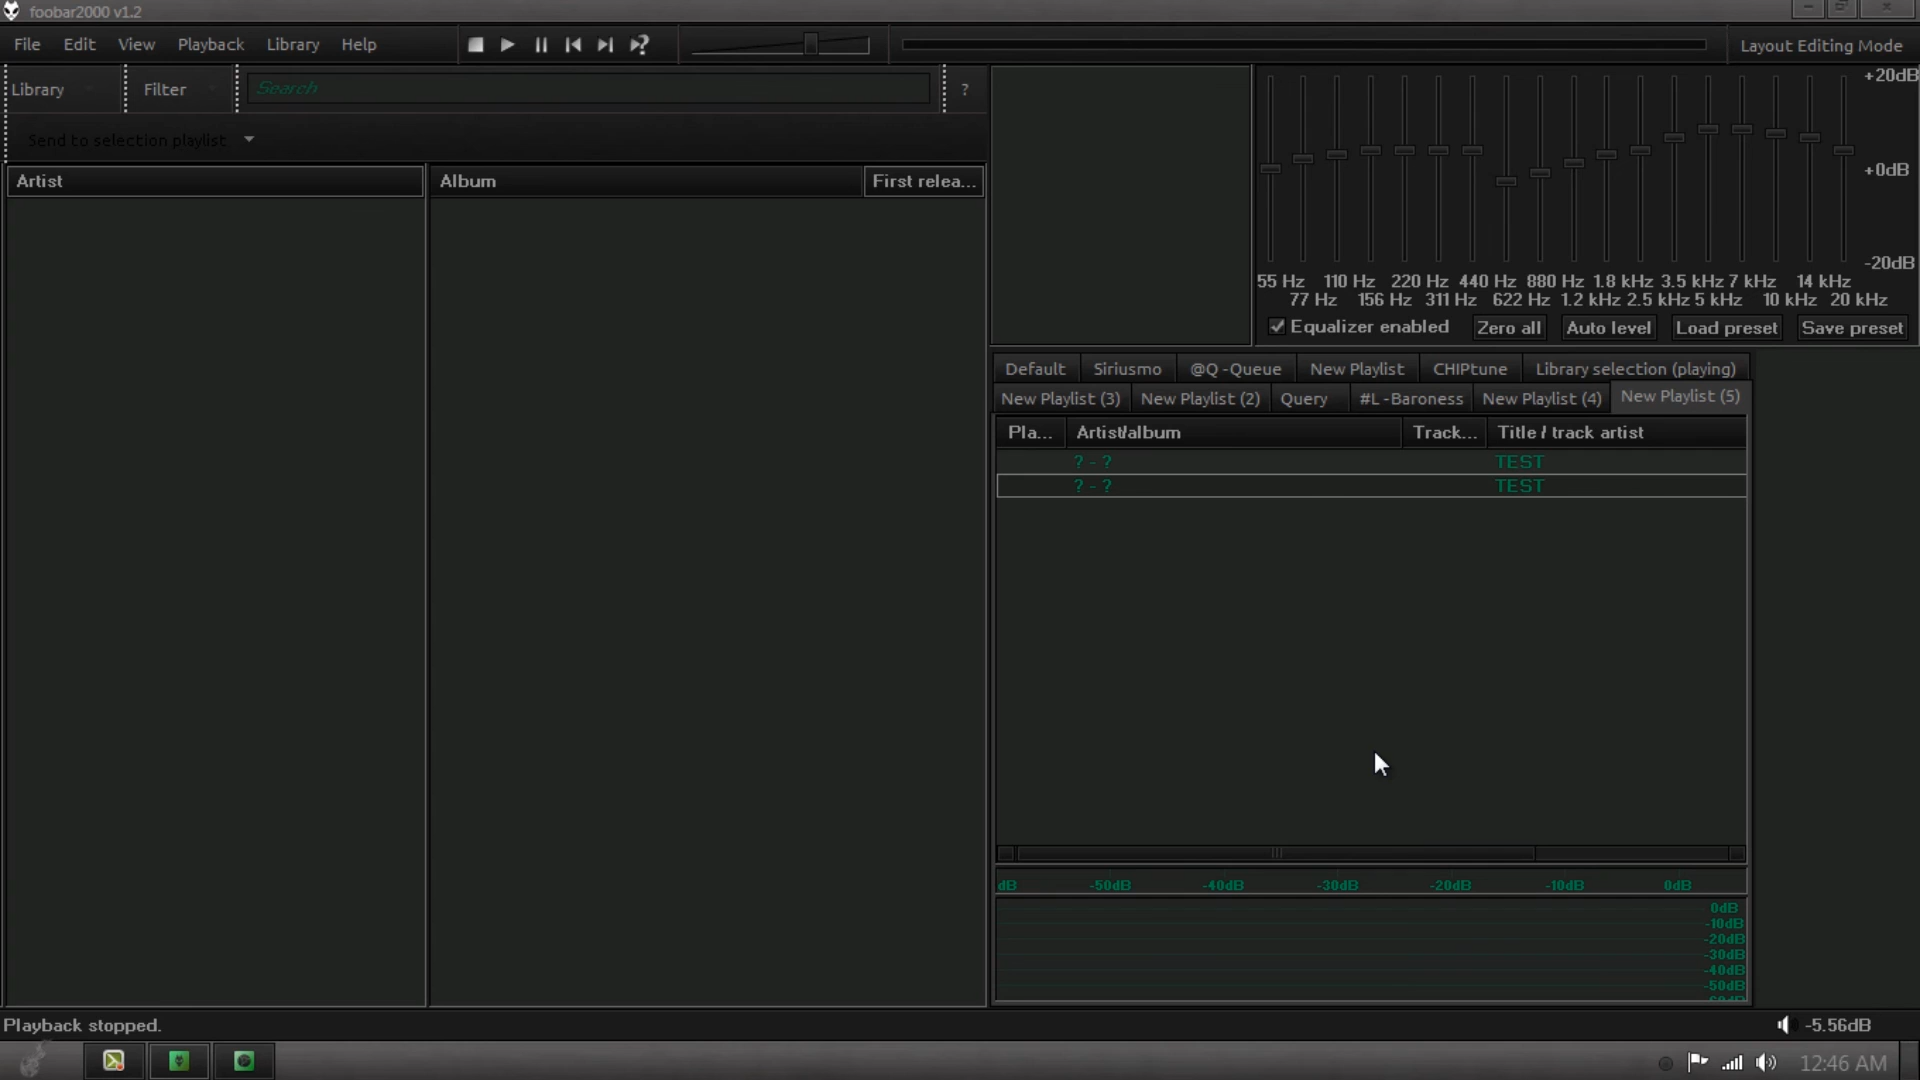 foobar2000 v1.2
File Edit View Playback Library Help
Layout Editing Mode
Library Filter Search ?
Send to selection playlist
Artist Album First relea...
+20dB
+0dB
-20dB
55 Hz 110 Hz 220 Hz 440 Hz 880 Hz 1.8 kHz 3.5 kHz 7 kHz 14 kHz
77 Hz 156 Hz 311 Hz 622 Hz 1.2 kHz 2.5 kHz 5 kHz 10 kHz 20 kHz
Equalizer enabled Zero all Auto level Load preset Save preset
Default Siriusmo @Q -Queue New Playlist CHIPtune Library selection (playing)
New Playlist (3) New Playlist (2) Query #L -Baroness New Playlist (4) New Playlist (5)
Pla... Artist/album Track... Title / track artist
? - ? TEST
? - ? TEST
dB -50dB -40dB -30dB -20dB -10dB 0dB
0dB
-10dB
-20dB
-30dB
-40dB
-50dB
Playback stopped.
-5.56dB
12:46 AM